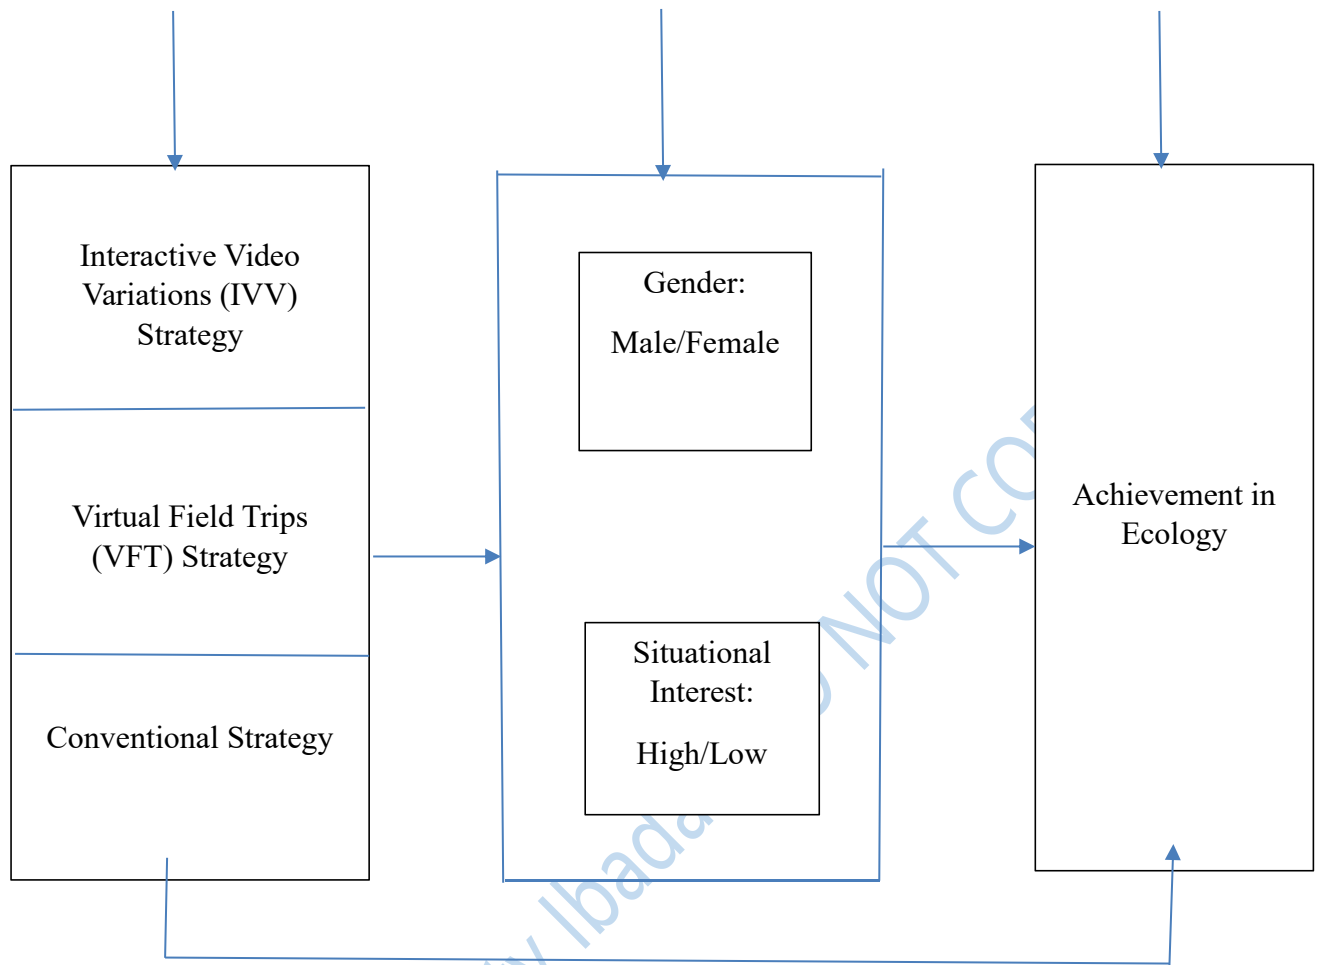 Interactive Video
Variations (IVV)
Strategy
Virtual Field Trips
(VFT) Strategy
Conventional Strategy
Gender:
Male/Female
Situational
Interest:
High/Low
Achievement in
Ecology
NOT